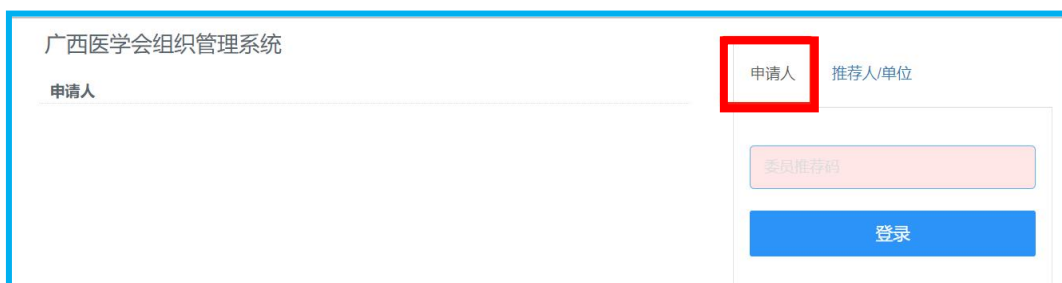 广西医学会组织管理系统
申请人
申请人 推荐人/单位
委员推荐码
登录